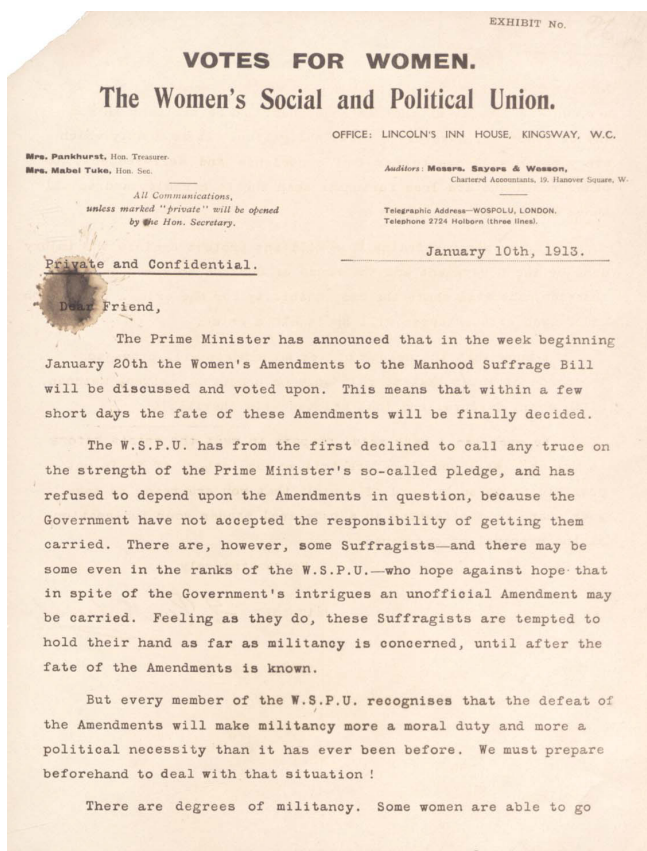 EXHIBIT No.
VOTES FOR WOMEN.
The Women's Social and Political Union.
OFFICE: LINCOLN'S INN HOUSE, KINGSWAY, W.C.
Mrs. Pankhurst, Hon. Treasurer.
Mrs. Mabel Tuke, Hon. Sec.
Auditors: Messrs. Sayers & Wesson,
Chartered Accountants, 19, Hanover Square, W.
All Communications,
unless marked "private" will be opened
by the Hon. Secretary.
Telegraphic Address—WOSPOLU, LONDON.
Telephone 2724 Holborn (three lines).
January 10th, 1913.
Private and Confidential.
Dear Friend,
The Prime Minister has announced that in the week beginning
January 20th the Women's Amendments to the Manhood Suffrage Bill
will be discussed and voted upon. This means that within a few
short days the fate of these Amendments will be finally decided.
The W.S.P.U. has from the first declined to call any truce on
the strength of the Prime Minister's so-called pledge, and has
refused to depend upon the Amendments in question, because the
Government have not accepted the responsibility of getting them
carried. There are, however, some Suffragists—and there may be
some even in the ranks of the W.S.P.U.—who hope against hope that
in spite of the Government's intrigues an unofficial Amendment may
be carried. Feeling as they do, these Suffragists are tempted to
hold their hand as far as militancy is concerned, until after the
fate of the Amendments is known.
But every member of the W.S.P.U. recognises that the defeat of
the Amendments will make militancy more a moral duty and more a
political necessity than it has ever been before. We must prepare
beforehand to deal with that situation !
There are degrees of militancy. Some women are able to go